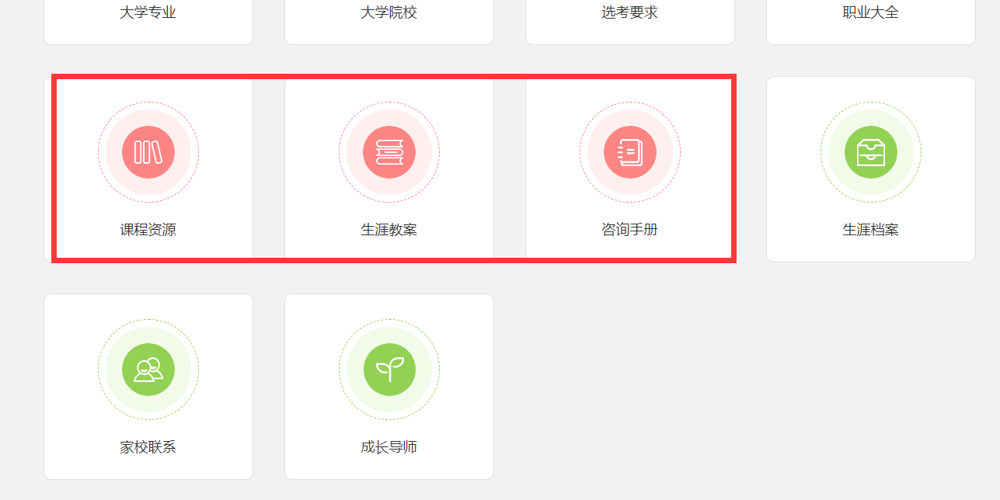 大学专业
大学院校
选考要求
职业大全
课程资源
生涯教案
咨询手册
生涯档案
家校联系
成长导师